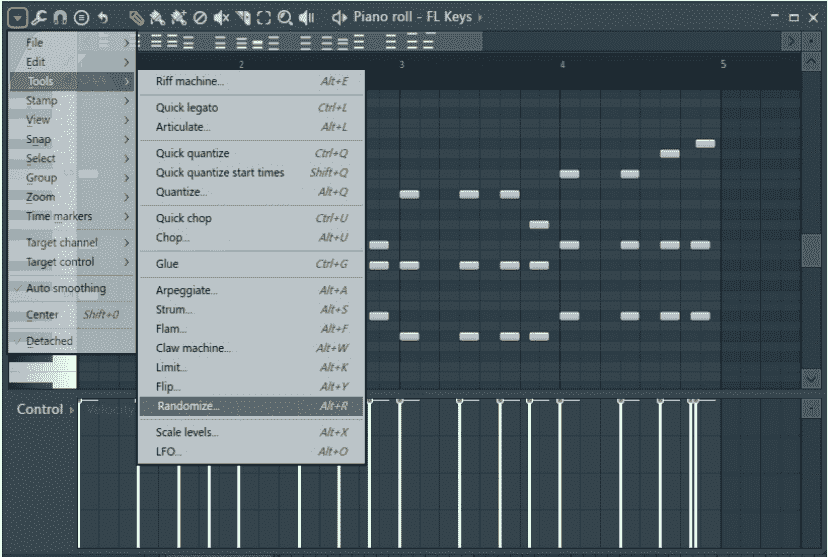 Piano roll - FL Keys
File
Edit
Tools
Stamp
View
Snap
Select
Group
Zoom
Time markers
Target channel
Target control
Auto smoothing
Center Shift+0
Detached
2 3 4 5
Riff machine... Alt+E
Quick legato Ctrl+L
Articulate... Alt+L
Quick quantize Ctrl+Q
Quick quantize start times Shift+Q
Quantize... Alt+Q
Quick chop Ctrl+U
Chop... Alt+U
Glue Ctrl+G
Arpeggiate... Alt+A
Strum... Alt+S
Flam... Alt+F
Claw machine... Alt+W
Limit... Alt+K
Flip... Alt+Y
Randomize... Alt+R
Scale levels... Alt+X
LFO... Alt+O
Control Velocity